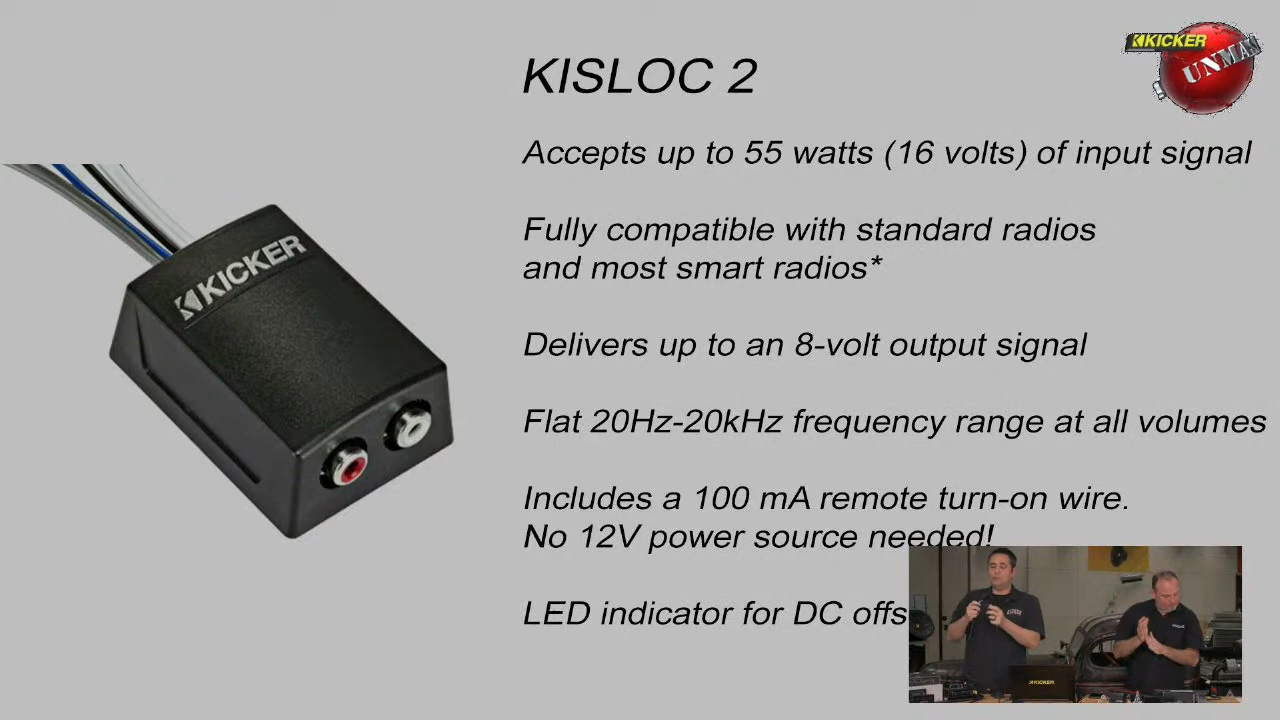 KICKER
UNMAS
KISLOC 2
Accepts up to 55 watts (16 volts) of input signal
Fully compatible with standard radios
and most smart radios*
Delivers up to an 8-volt output signal
Flat 20Hz-20kHz frequency range at all volumes
Includes a 100 mA remote turn-on wire.
No 12V power source needed!
LED indicator for DC offs
KICKER
KICKER